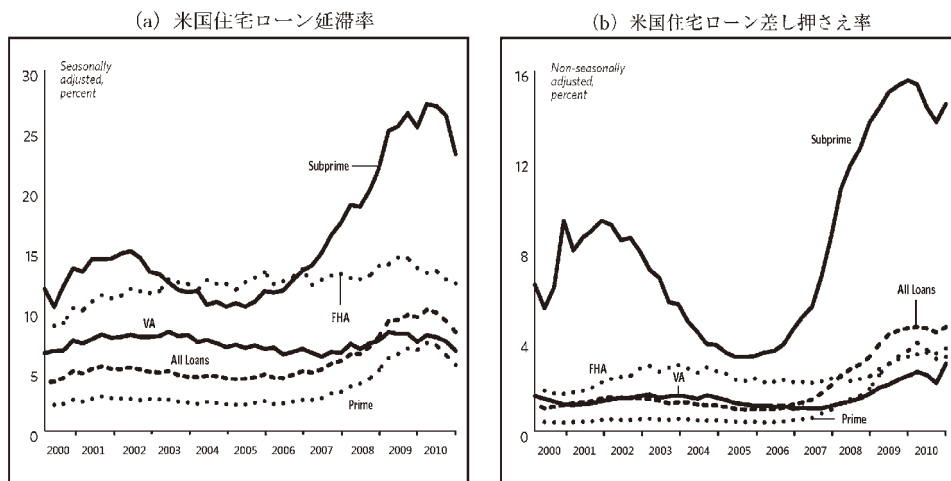 (a) 米国住宅ローン延滞率
Seasonally
adjusted,
percent
30
25
20
15
10
5
0
Subprime
FHA
VA
All Loans
Prime
2000 2001 2002 2003 2004 2005 2006 2007 2008 2009 2010
(b) 米国住宅ローン差し押さえ率
Non-seasonally
adjusted,
percent
16
12
8
4
0
Subprime
All Loans
FHA
VA
Prime
2000 2001 2002 2003 2004 2005 2006 2007 2008 2009 2010